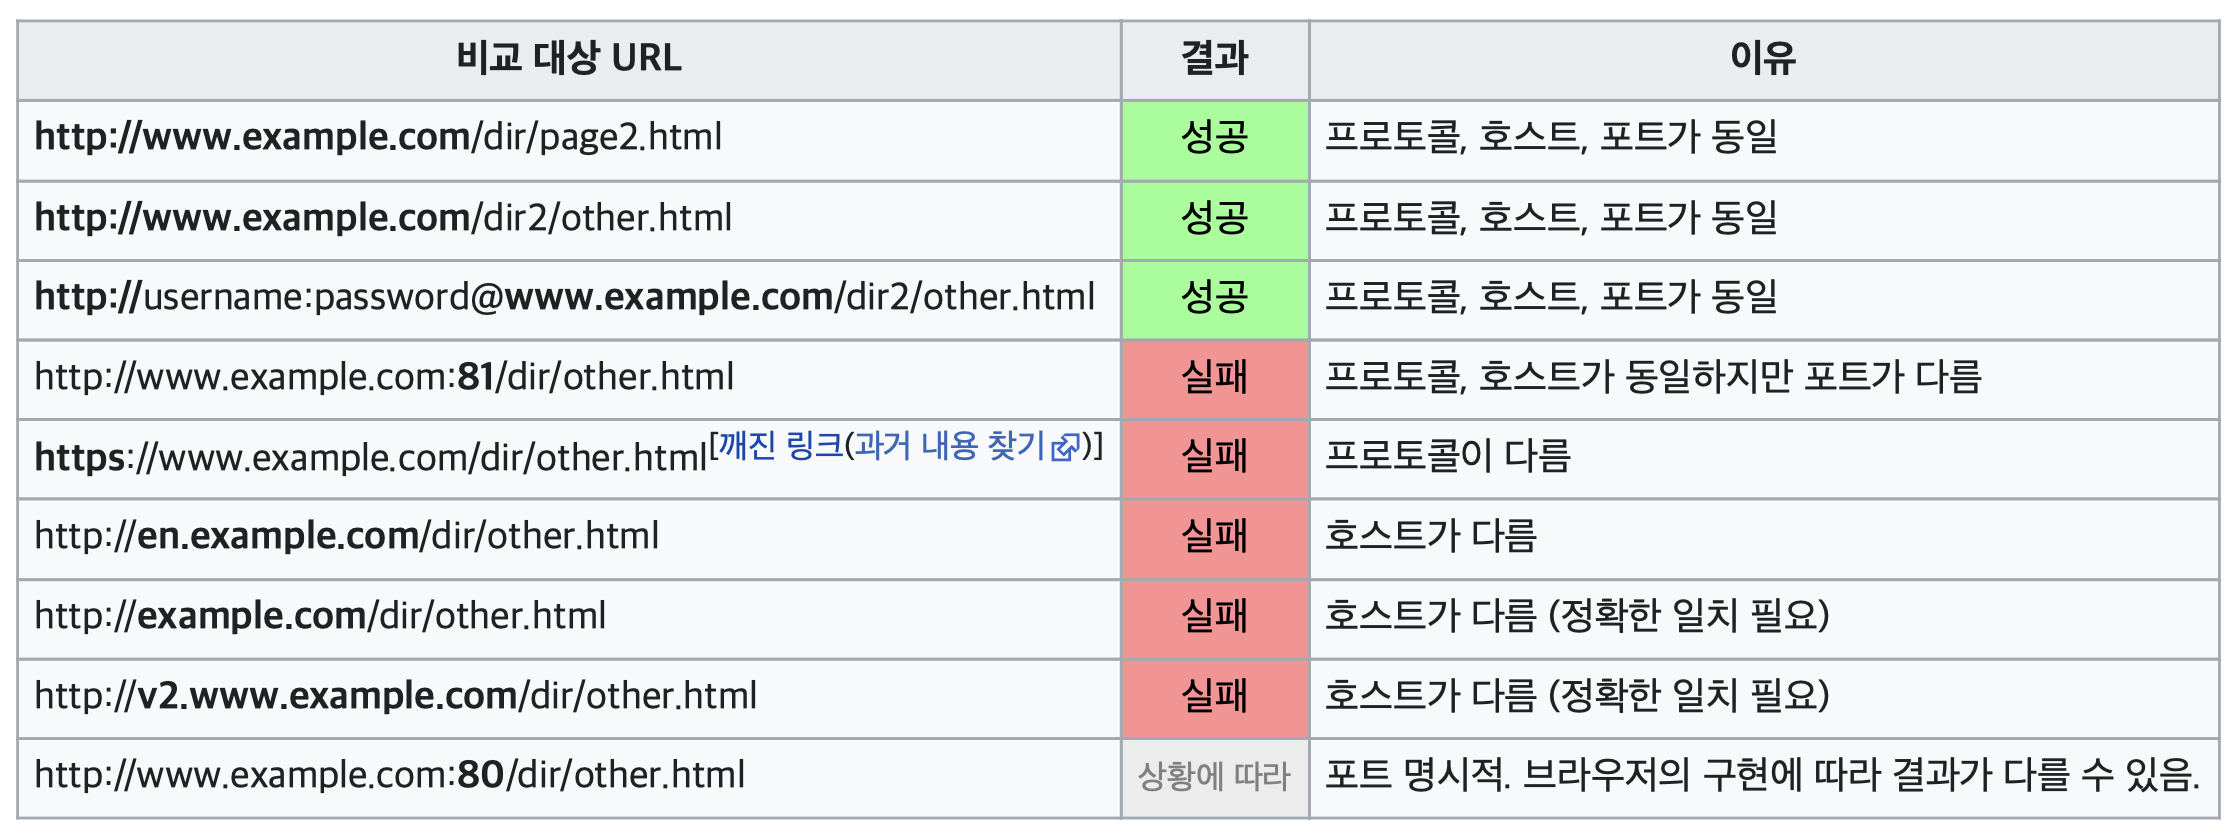 비교 대상 URL 결과 이유
http://www.example.com/dir/page2.html 성공 프로토콜, 호스트, 포트가 동일
http://www.example.com/dir2/other.html 성공 프로토콜, 호스트, 포트가 동일
http://username:password@www.example.com/dir2/other.html 성공 프로토콜, 호스트, 포트가 동일
http://www.example.com:81/dir/other.html 실패 프로토콜, 호스트가 동일하지만 포트가 다름
https://www.example.com/dir/other.html[깨진 링크(과거 내용 찾기)] 실패 프로토콜이 다름
http://en.example.com/dir/other.html 실패 호스트가 다름
http://example.com/dir/other.html 실패 호스트가 다름 (정확한 일치 필요)
http://v2.www.example.com/dir/other.html 실패 호스트가 다름 (정확한 일치 필요)
http://www.example.com:80/dir/other.html 상황에 따라 포트 명시적. 브라우저의 구현에 따라 결과가 다를 수 있음.